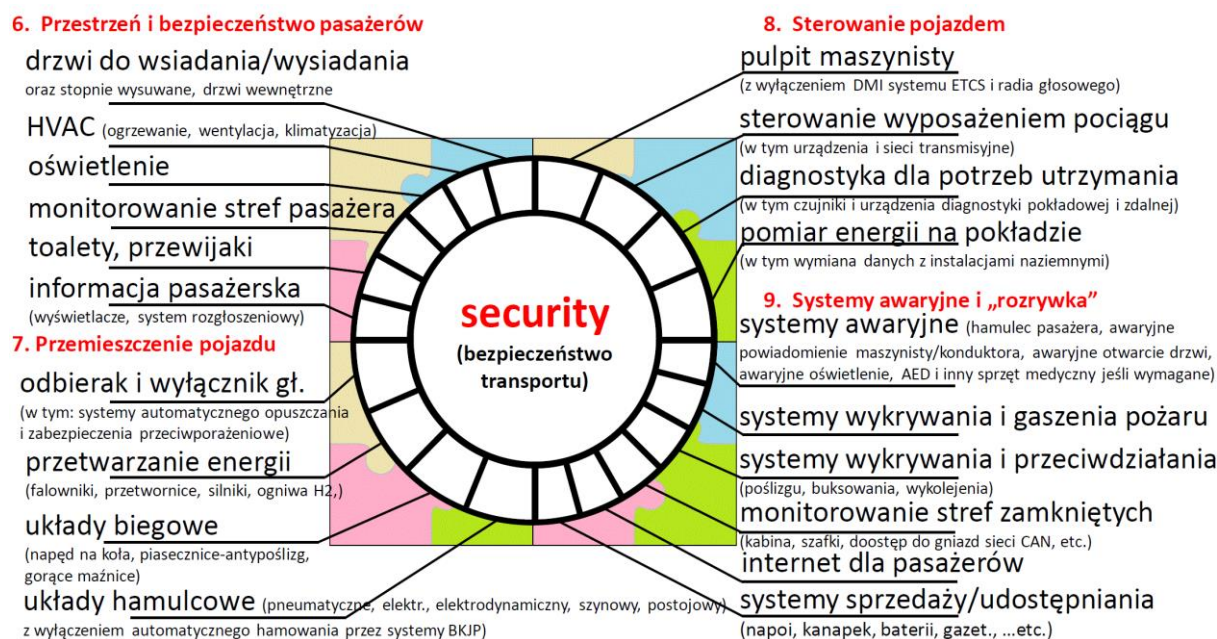 6. Przestrzeń i bezpieczeństwo pasażerów
drzwi do wsiadania/wysiadania
oraz stopnie wysuwane, drzwi wewnętrzne
HVAC (ogrzewanie, wentylacja, klimatyzacja)
oświetlenie
monitorowanie stref pasażera
toalety, przewijaki
informacja pasażerska
(wyświetlacze, system rozgłoszeniowy)
7. Przemieszczenie pojazdu
odbierak i wyłącznik gł.
(w tym: systemy automatycznego opuszczania
i zabezpieczenia przeciwporażeniowe)
przetwarzanie energii
(falowniki, przetwornice, silniki, ogniwa H2,)
układy biegowe
(napęd na koła, piasecznice-antypoślizg,
gorące maźnice)
układy hamulcowe (pneumatyczne, elektr., elektrodynamiczny, szynowy, postojowy)
z wyłączeniem automatycznego hamowania przez systemy BKJP)
security
(bezpieczeństwo
transportu)
8. Sterowanie pojazdem
pulpit maszynisty
(z wyłączeniem DMI systemu ETCS i radia głosowego)
sterowanie wyposażeniem pociągu
(w tym urządzenia i sieci transmisyjne)
diagnostyka dla potrzeb utrzymania
(w tym czujniki i urządzenia diagnostyki pokładowej i zdalnej)
pomiar energii na pokładzie
(w tym wymiana danych z instalacjami naziemnymi)
9. Systemy awaryjne i „rozrywka”
systemy awaryjne (hamulec pasażera, awaryjne
powiadomienie maszynisty/konduktora, awaryjne otwarcie drzwi,
awaryjne oświetlenie, AED i inny sprzęt medyczny jeśli wymagane)
systemy wykrywania i gaszenia pożaru
systemy wykrywania i przeciwdziałania
(poślizgu, buksowania, wykolejenia)
monitorowanie stref zamkniętych
(kabina, szafki, doostęp do gniazd sieci CAN, etc.)
internet dla pasażerów
systemy sprzedaży/udostępniania
(napoi, kanapek, baterii, gazet., ...etc.)